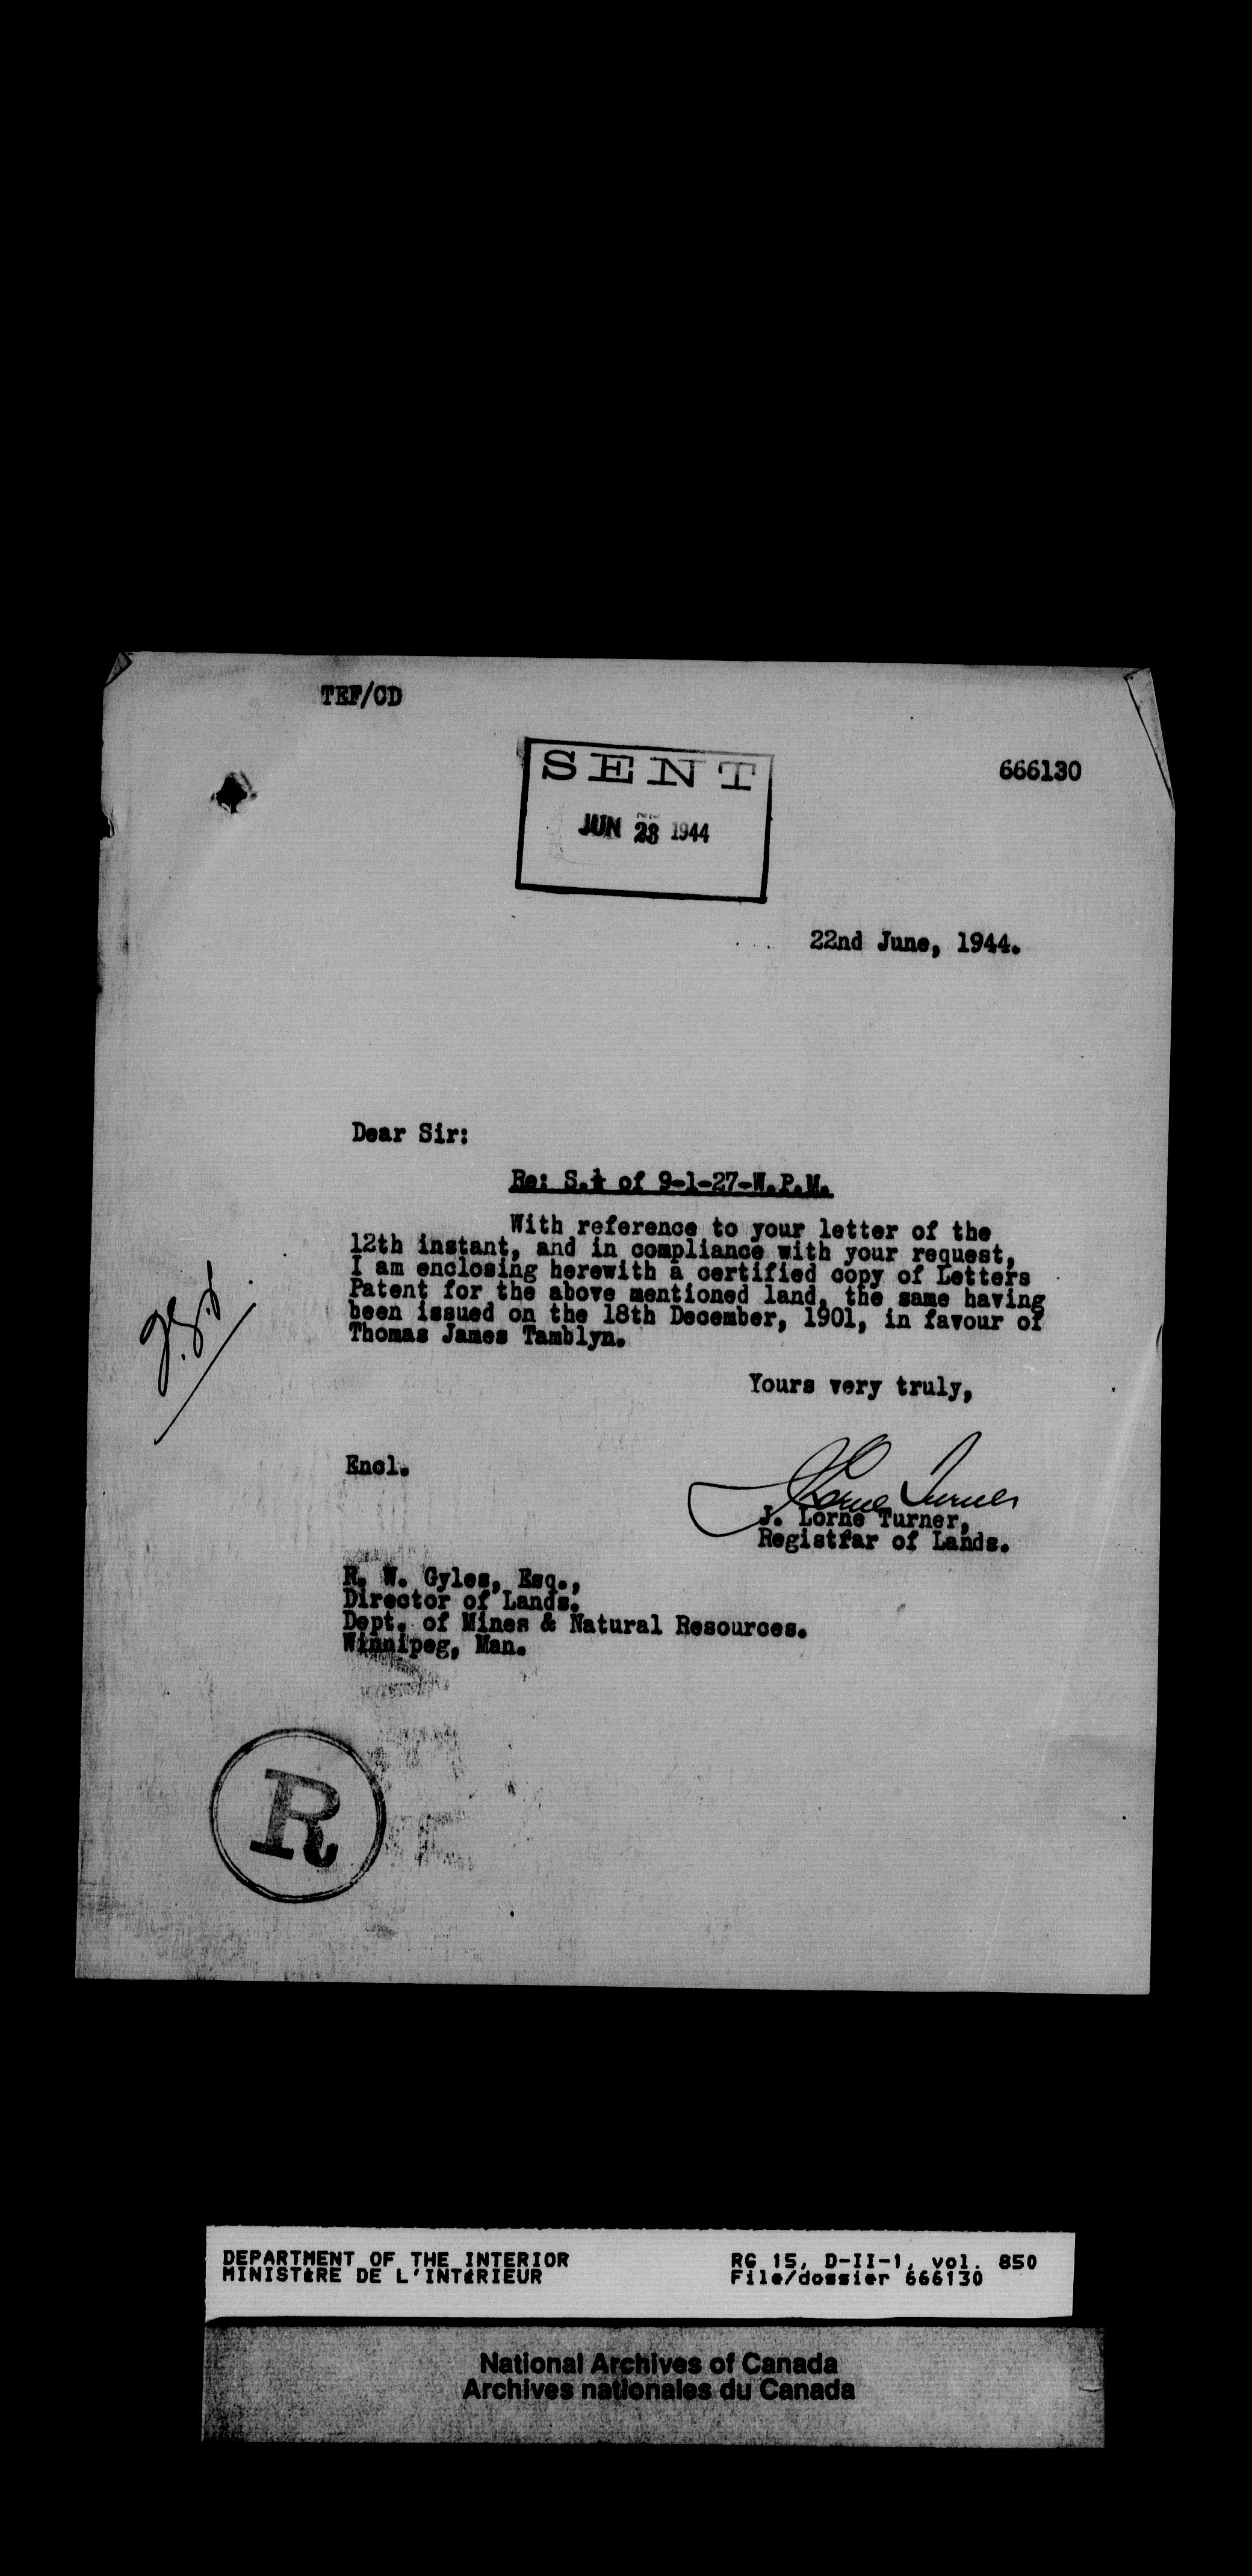 TEF/CD
SENT
666130
JUN 23 1944
22nd June, 1944.
Dear Sir:
Re: S.½ of 9-1-27-W.P.M.
With reference to your letter of the
12th instant, and in compliance with your request,
I am enclosing herewith a certified copy of Letters
Patent for the above mentioned land, the same having
been issued on the 18th December, 1901, in favour of
Thomas James Tamblyn.
Yours very truly,
Encl.
J. Lorne Turner,
Registrar of Lands.
R. W. Gyles, Esq.,
Director of Lands.
Dept. of Mines & Natural Resources.
Winnipeg, Man.
R
DEPARTMENT OF THE INTERIOR
MINISTÈRE DE L'INTÉRIEUR
RG 15, D-II-1, vol. 850
File/dossier 666130
National Archives of Canada
Archives nationales du Canada